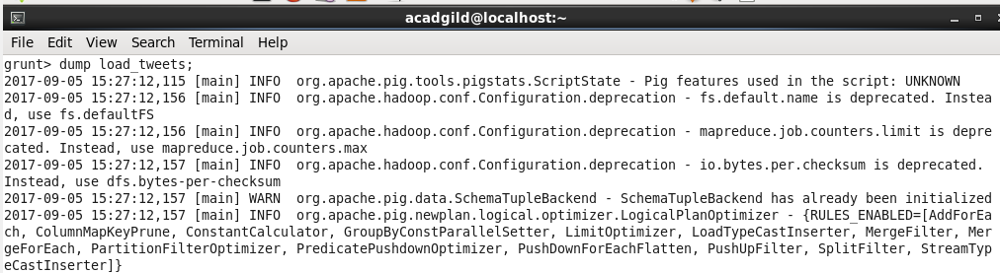 acadgild@localhost:~
File Edit View Search Terminal Help
grunt> dump load_tweets;
2017-09-05 15:27:12,115 [main] INFO  org.apache.pig.tools.pigstats.ScriptState - Pig features used in the script: UNKNOWN
2017-09-05 15:27:12,156 [main] INFO  org.apache.hadoop.conf.Configuration.deprecation - fs.default.name is deprecated. Instea
d, use fs.defaultFS
2017-09-05 15:27:12,156 [main] INFO  org.apache.hadoop.conf.Configuration.deprecation - mapreduce.job.counters.limit is depre
cated. Instead, use mapreduce.job.counters.max
2017-09-05 15:27:12,157 [main] INFO  org.apache.hadoop.conf.Configuration.deprecation - io.bytes.per.checksum is deprecated.
Instead, use dfs.bytes-per-checksum
2017-09-05 15:27:12,157 [main] WARN  org.apache.pig.data.SchemaTupleBackend - SchemaTupleBackend has already been initialized
2017-09-05 15:27:12,157 [main] INFO  org.apache.pig.newplan.logical.optimizer.LogicalPlanOptimizer - {RULES_ENABLED=[AddForEa
ch, ColumnMapKeyPrune, ConstantCalculator, GroupByConstParallelSetter, LimitOptimizer, LoadTypeCastInserter, MergeFilter, Mer
geForEach, PartitionFilterOptimizer, PredicatePushdownOptimizer, PushDownForEachFlatten, PushUpFilter, SplitFilter, StreamTyp
eCastInserter]}